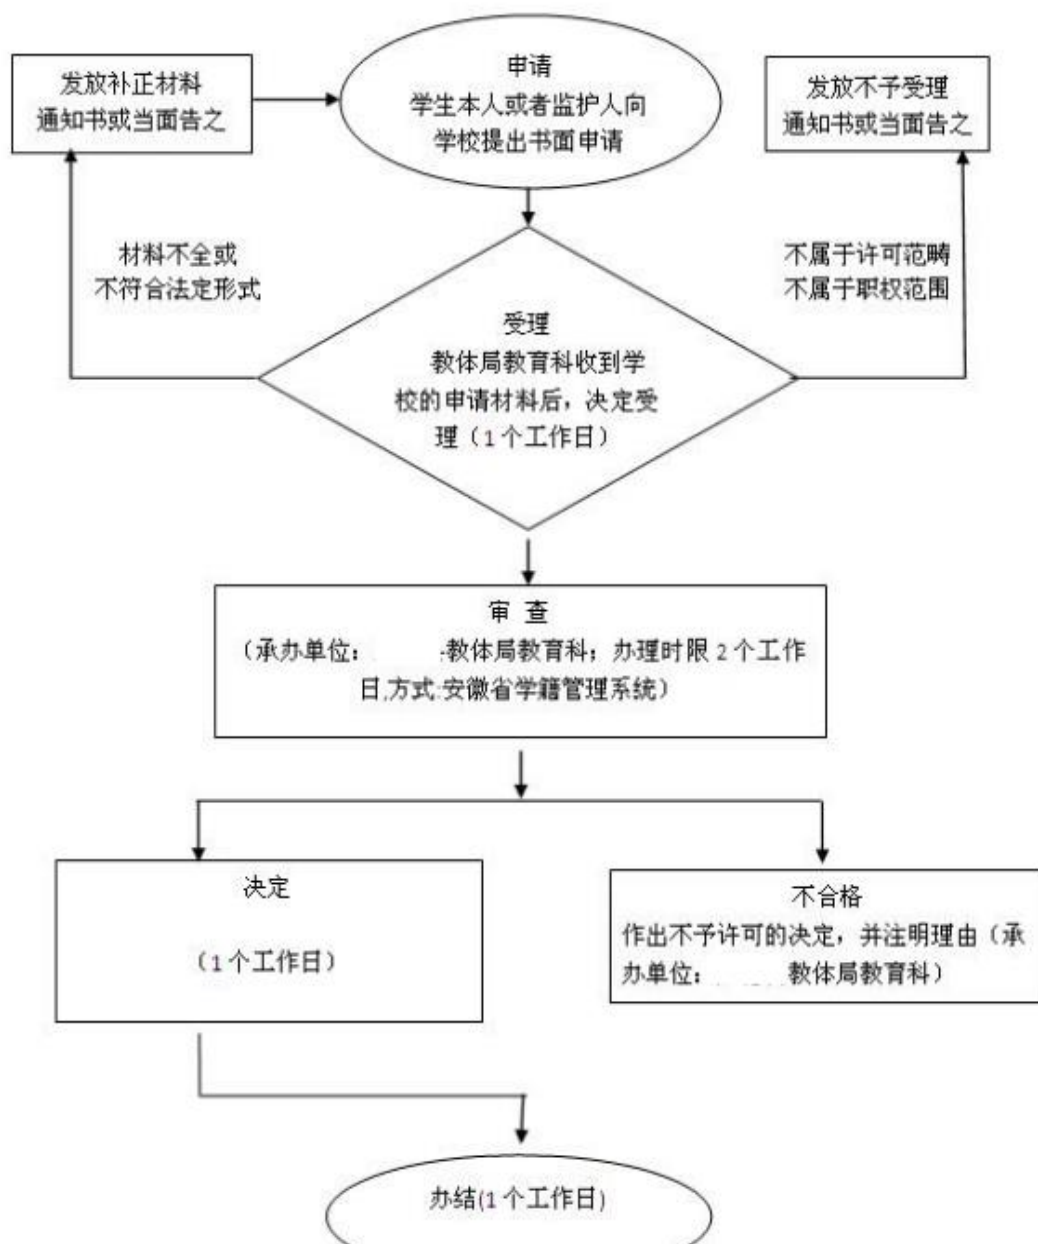 申请
学生本人或者监护人向
学校提出书面申请
发放补正材料
通知书或当面告之
发放不予受理
通知书或当面告之
材料不全或
不符合法定形式
不属于许可范畴
不属于职权范围
受理
教体局教育科收到学
校的申请材料后，决定受
理（1个工作日）
审 查
（承办单位： 教体局教育科；办理时限2个工作
日,方式:安徽省学籍管理系统）
决定
（1个工作日）
不合格
作出不予许可的决定，并注明理由（承
办单位： 教体局教育科）
办结(1个工作日)